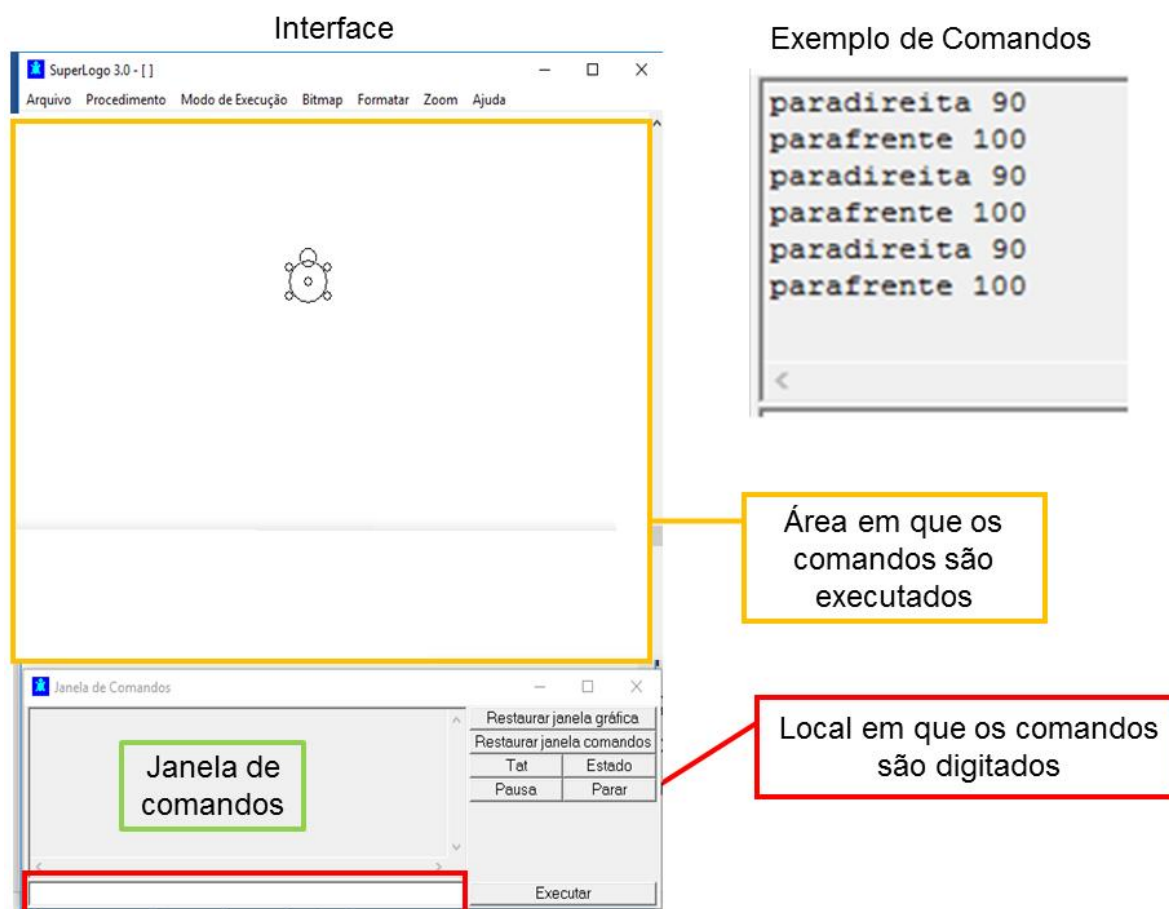 Interface
SuperLogo 3.0 - [ ]
Arquivo Procedimento Modo de Execução Bitmap Formatar Zoom Ajuda
Exemplo de Comandos
paradireita 90
parafrente 100
paradireita 90
parafrente 100
paradireita 90
parafrente 100
Área em que os
comandos são
executados
Janela de Comandos
Janela de
comandos
Restaurar janela gráfica
Restaurar janela comandos
Tat Estado
Pausa Parar
Executar
Local em que os comandos
são digitados